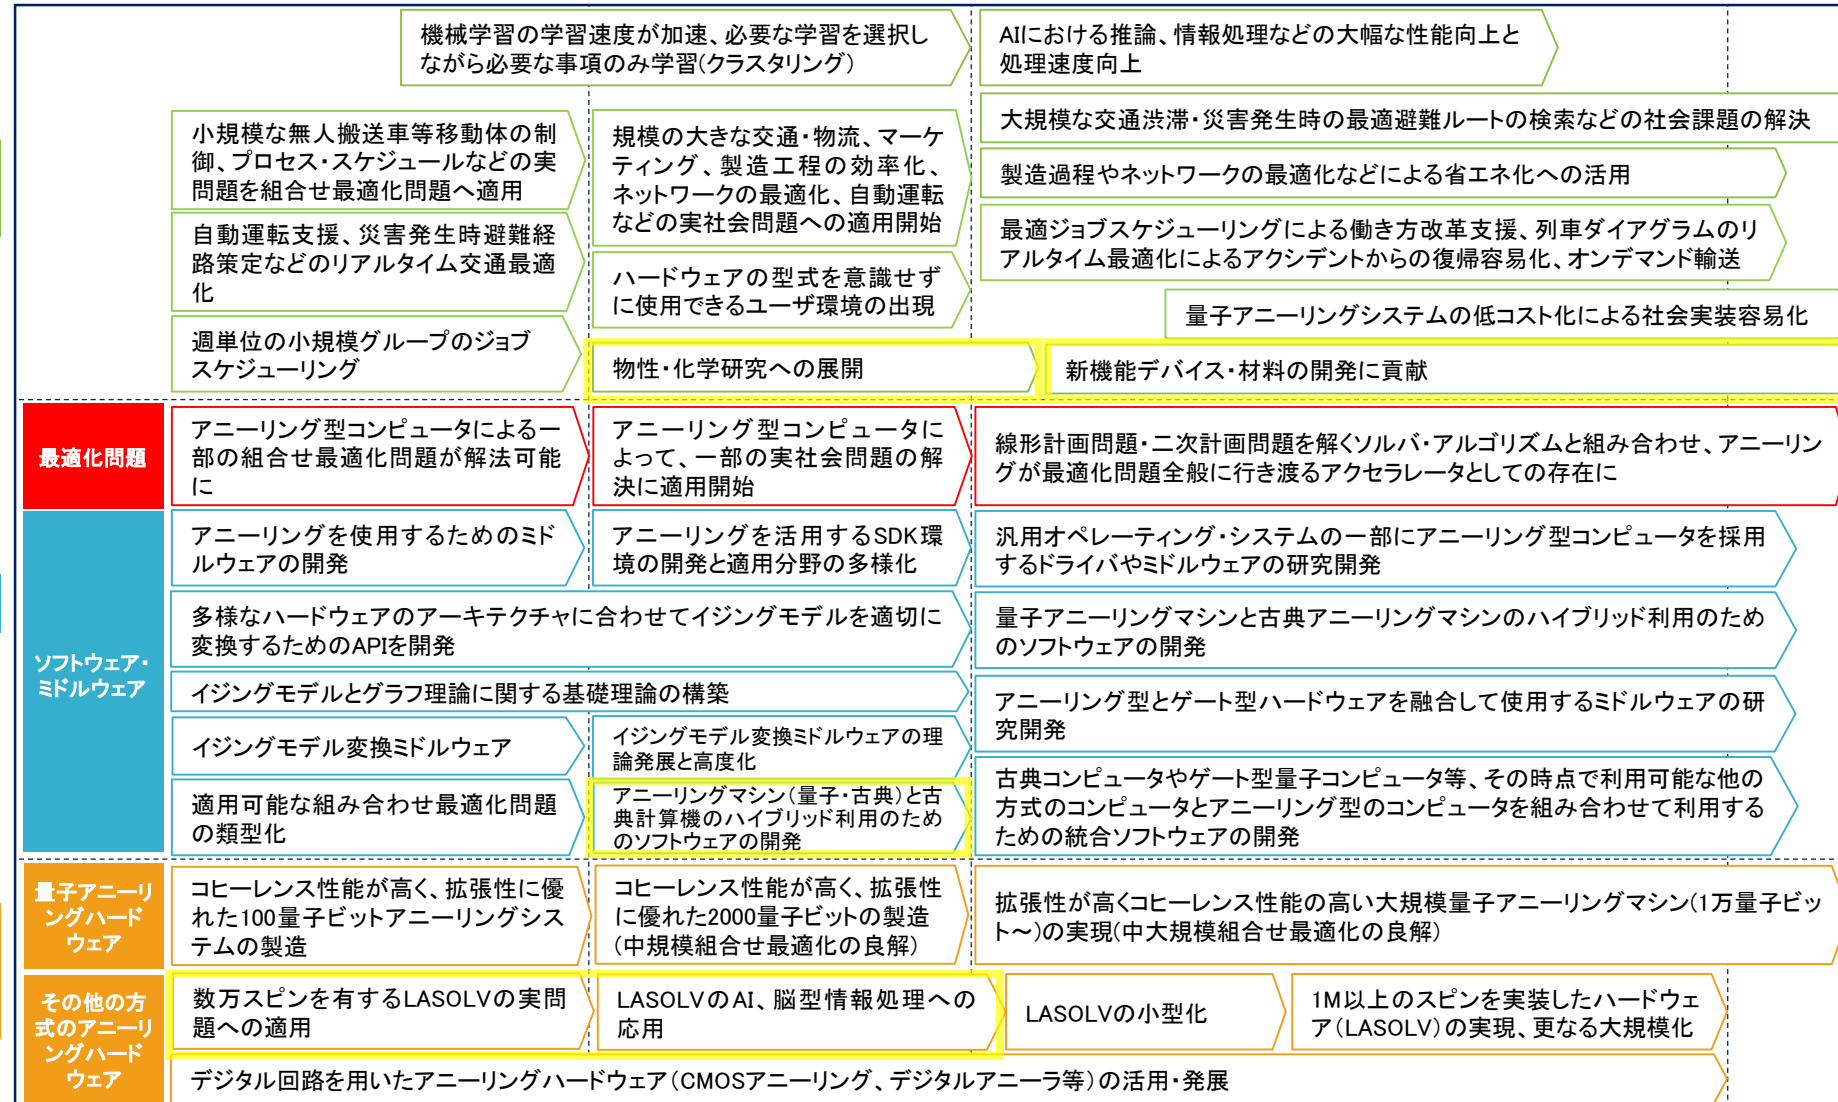 機械学習の学習速度が加速、必要な学習を選択し
ながら必要な事項のみ学習(クラスタリング)
AIにおける推論、情報処理などの大幅な性能向上と
処理速度向上
小規模な無人搬送車等移動体の制
御、プロセス・スケジュールなどの実
問題を組合せ最適化問題へ適用
規模の大きな交通・物流、マーケ
ティング、製造工程の効率化、
ネットワークの最適化、自動運転
などの実社会問題への適用開始
大規模な交通渋滞・災害発生時の最適避難ルートの検索などの社会課題の解決
製造過程やネットワークの最適化などによる省エネ化への活用
自動運転支援、災害発生時避難経
路策定などのリアルタイム交通最適
化
ハードウェアの型式を意識せず
に使用できるユーザ環境の出現
最適ジョブスケジューリングによる働き方改革支援、列車ダイアグラムのリ
アルタイム最適化によるアクシデントからの復帰容易化、オンデマンド輸送
量子アニーリングシステムの低コスト化による社会実装容易化
週単位の小規模グループのジョブ
スケジューリング
物性・化学研究への展開
新機能デバイス・材料の開発に貢献
最適化問題
アニーリング型コンピュータによる一
部の組合せ最適化問題が解法可能
に
アニーリング型コンピュータに
よって、一部の実社会問題の解
決に適用開始
線形計画問題・二次計画問題を解くソルバ・アルゴリズムと組み合わせ、アニーリン
グが最適化問題全般に行き渡るアクセラレータとしての存在に
ソフトウェア・
ミドルウェア
アニーリングを使用するためのミド
ルウェアの開発
アニーリングを活用するSDK環
境の開発と適用分野の多様化
汎用オペレーティング・システムの一部にアニーリング型コンピュータを採用
するドライバやミドルウェアの研究開発
多様なハードウェアのアーキテクチャに合わせてイジングモデルを適切に
変換するためのAPIを開発
量子アニーリングマシンと古典アニーリングマシンのハイブリッド利用のため
のソフトウェアの開発
イジングモデルとグラフ理論に関する基礎理論の構築
アニーリング型とゲート型ハードウェアを融合して使用するミドルウェアの研
究開発
イジングモデル変換ミドルウェア
イジングモデル変換ミドルウェアの理
論発展と高度化
適用可能な組み合わせ最適化問題
の類型化
アニーリングマシン(量子・古典)と古
典計算機のハイブリッド利用のため
のソフトウェアの開発
古典コンピュータやゲート型量子コンピュータ等、その時点で利用可能な他の
方式のコンピュータとアニーリング型のコンピュータを組み合わせて利用する
ための統合ソフトウェアの開発
量子アニーリ
ングハード
ウェア
コヒーレンス性能が高く、拡張性に優
れた100量子ビットアニーリングシス
テムの製造
コヒーレンス性能が高く、拡張性
に優れた2000量子ビットの製造
(中規模組合せ最適化の良解)
拡張性が高くコヒーレンス性能の高い大規模量子アニーリングマシン(1万量子ビッ
ト〜)の実現(中大規模組合せ最適化の良解)
その他の方
式のアニーリ
ングハード
ウェア
数万スピンを有するLASOLVの実問
題への適用
LASOLVのAI、脳型情報処理への
応用
LASOLVの小型化
1M以上のスピンを実装したハードウェ
ア(LASOLV)の実現、更なる大規模化
デジタル回路を用いたアニーリングハードウェア(CMOSアニーリング、デジタルアニーラ等)の活用・発展